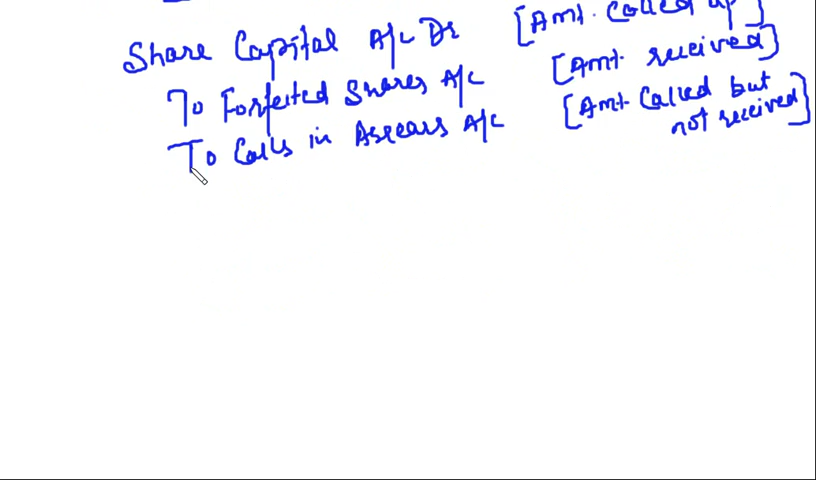 Share Capital A/c Dr [Amt. Called up]
To Forfeited Shares A/c [Amt. received]
To Calls in Arrears A/c [Amt. Called but not received]